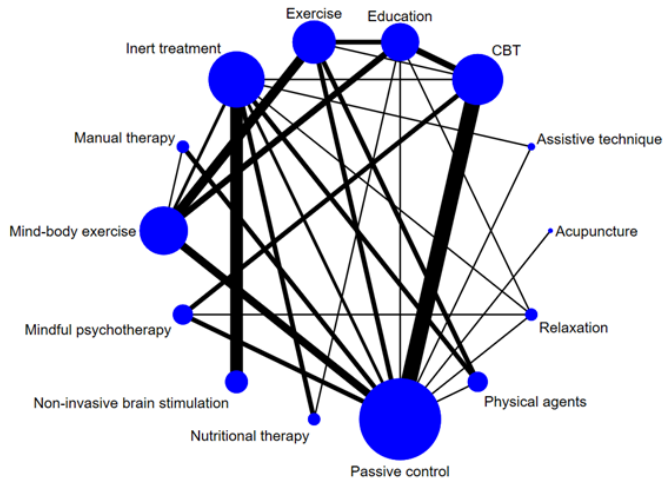 Exercise
Education
Inert treatment
CBT
Manual therapy
Assistive technique
Mind-body exercise
Acupuncture
Mindful psychotherapy
Relaxation
Non-invasive brain stimulation
Physical agents
Nutritional therapy
Passive control